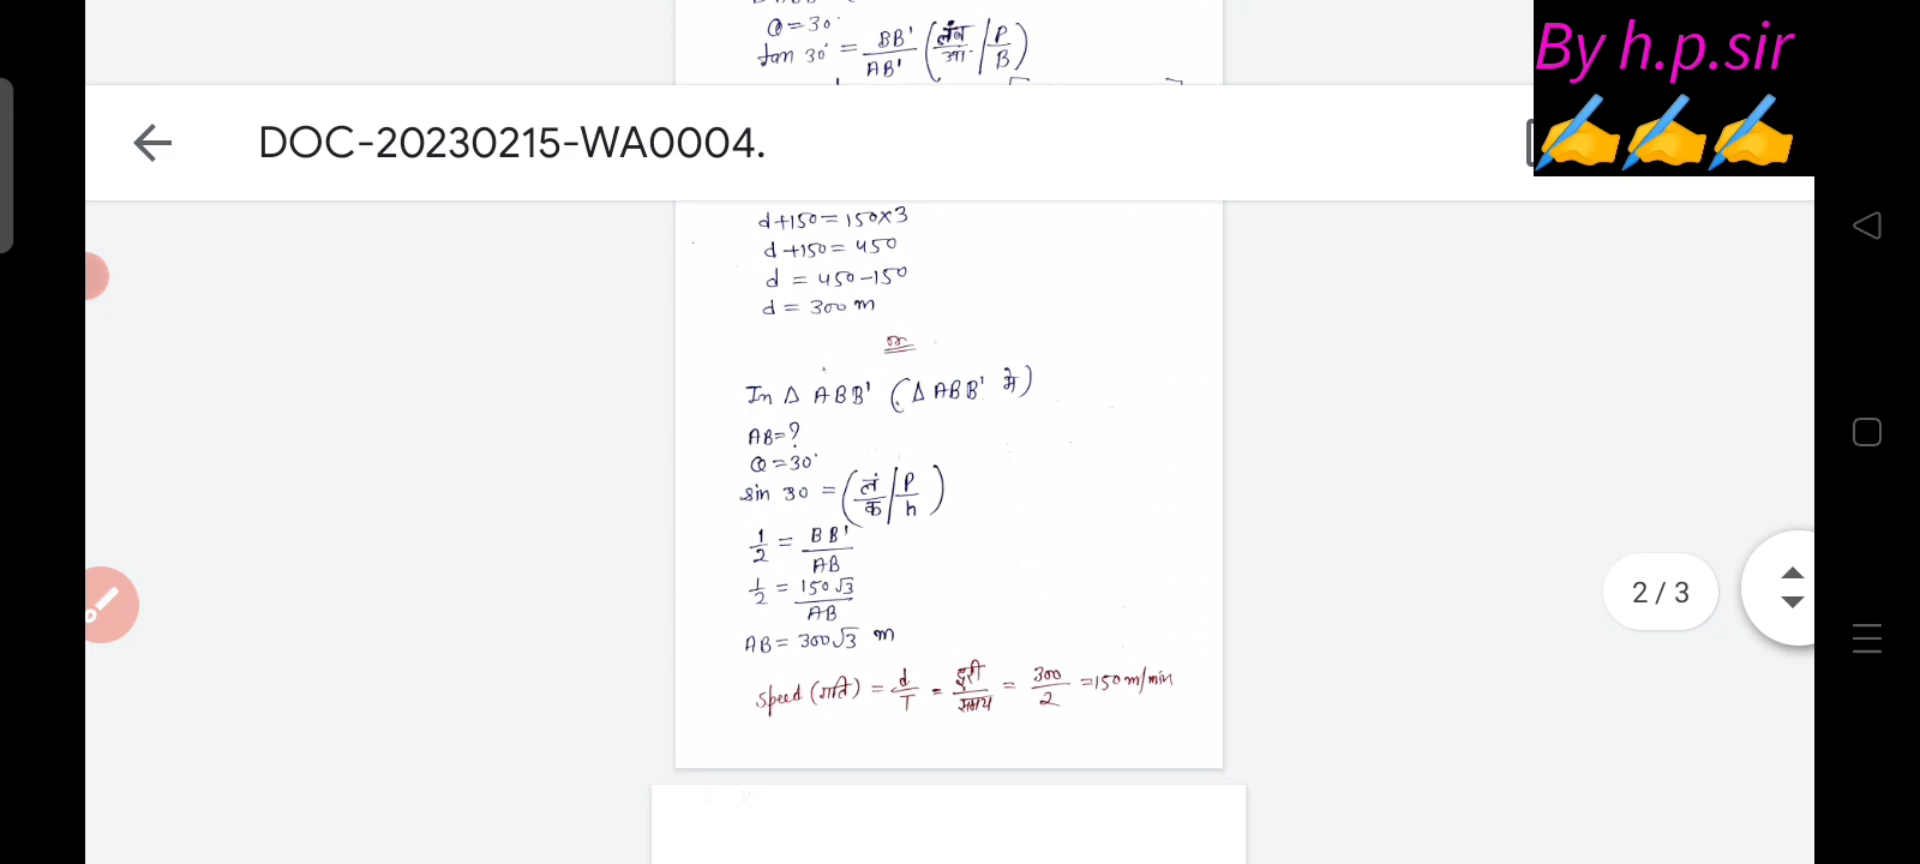 θ=30°
tan 30° = BB'/AB' (लंब/आ. | P/B)
By h.p.sir
DOC-20230215-WA0004.
d+150=150×3
d+150=450
d = 450-150
d = 300 m
or
In Δ ABB' (Δ ABB' मे)
AB=?
θ=30°
sin 30 = (लं/क | P/h)
1/2 = BB'/AB
1/2 = 150√3/AB
AB= 300√3 m
2 / 3
speed (गति) = d/T = दुरी/समय = 300/2 =150 m/min